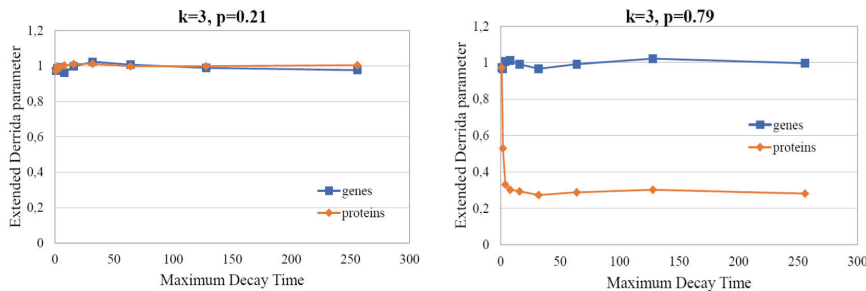 k=3, p=0.21
Extended Derrida parameter
1,2
1
0,8
0,6
0,4
0,2
0
genes
proteins
0 50 100 150 200 250 300
Maximum Decay Time
k=3, p=0.79
Extended Derrida parameter
1,2
1
0,8
0,6
0,4
0,2
0
genes
proteins
0 50 100 150 200 250 300
Maximum Decay Time